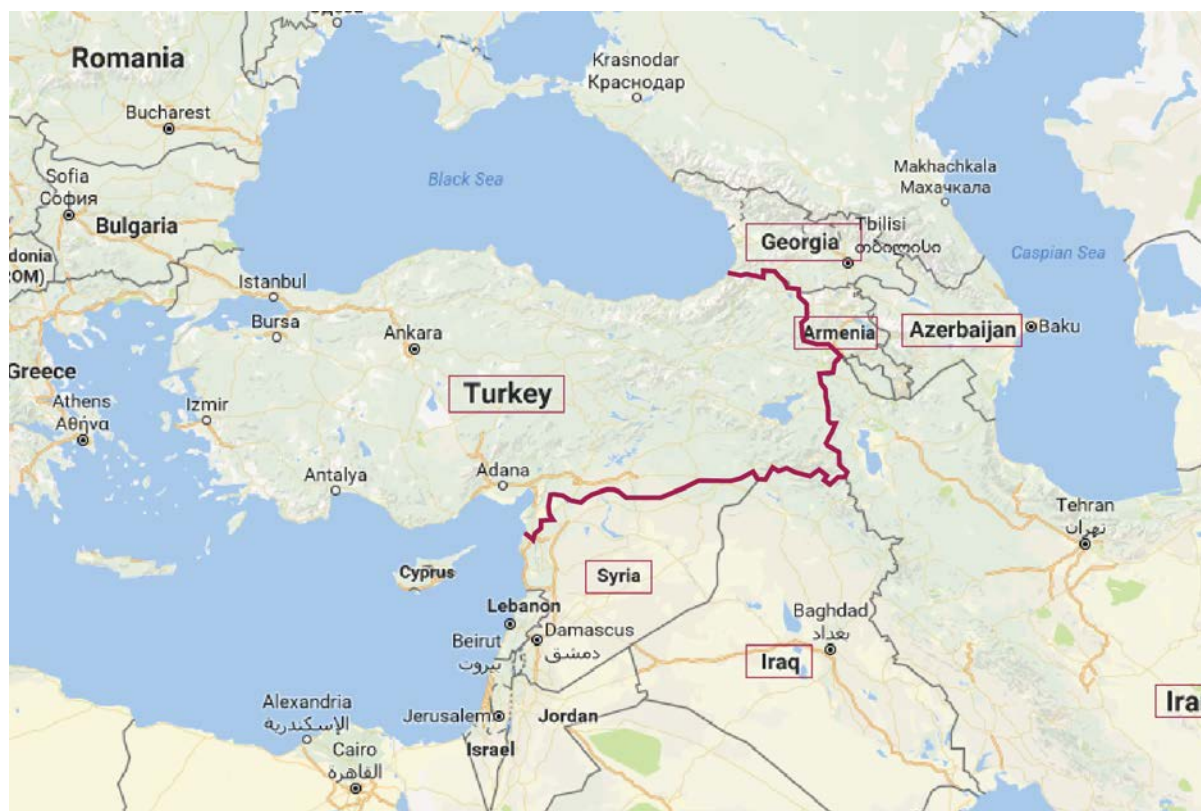 Romania
Krasnodar
Краснодар
Bucharest
Makhachkala
Махачкала
Sofia
София
Black Sea
Bulgaria
Tbilisi
თბილისი
Georgia
Caspian Sea
donia
ROM)
Istanbul
Bursa
Ankara
Armenia
Azerbaijan
Baku
Greece
Turkey
Athens
Αθήνα
Izmir
Antalya
Adana
Tehran
تهران
Cyprus
Syria
Lebanon
Baghdad
بغداد
Beirut
بيروت
Damascus
دمشق
Iraq
Alexandria
الإسكندرية
Jerusalem
Jordan
Ira
Israel
Cairo
القاهرة